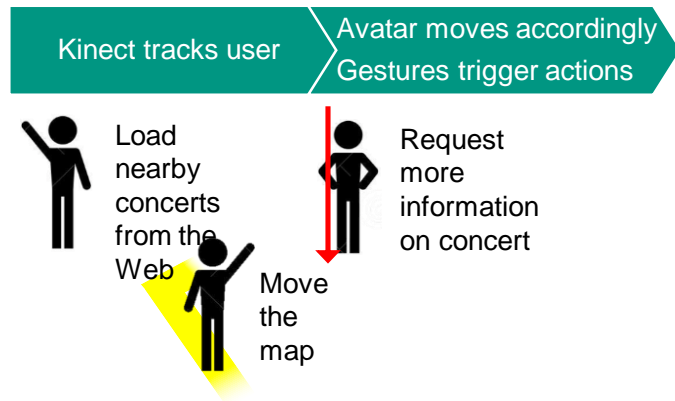 Kinect tracks user
Avatar moves accordingly
Gestures trigger actions
Load
nearby
concerts
from the
Web
Request
more
information
on concert
Move
the
map